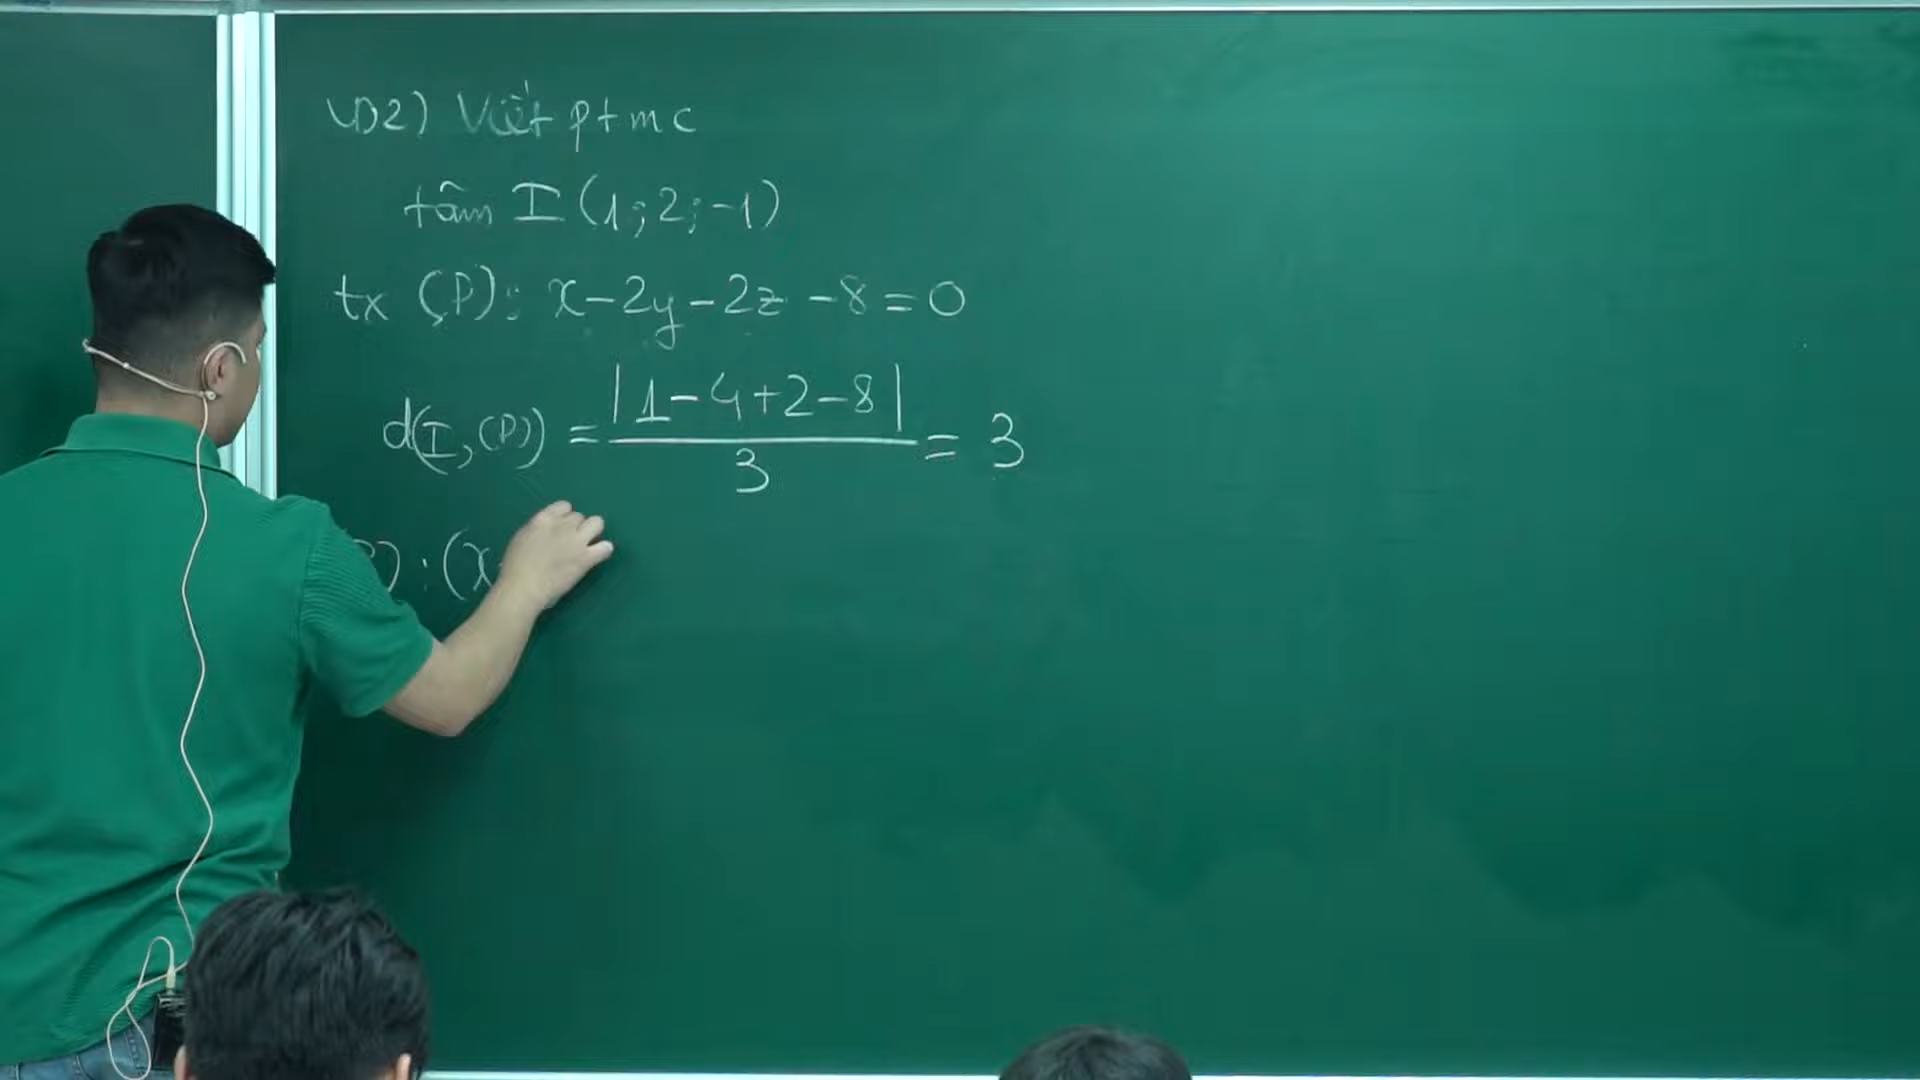 VD2) Viết ptmc
tâm I (1; 2; -1)
tx (P): x - 2y - 2z - 8 = 0
d(I, (P)) = |1 - 4 + 2 - 8| / 3 = 3
) : (x